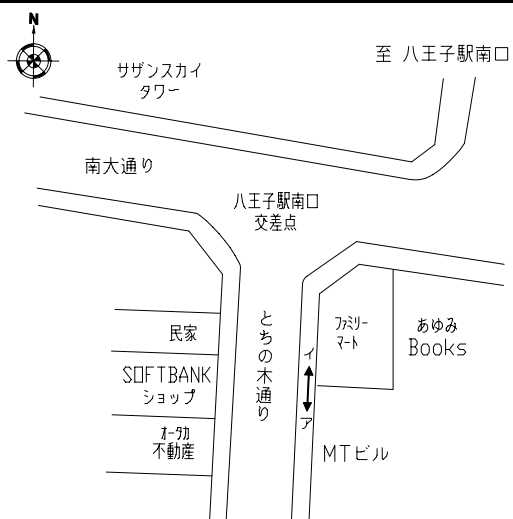 N
至 八王子駅南口
サザンスカイ
タワー
南大通り
八王子駅南口
交差点
とちの木通り
民家
SOFTBANK
ショップ
オータカ
不動産
ファミリー
マート
あゆみ
Books
イ
ア
MTビル